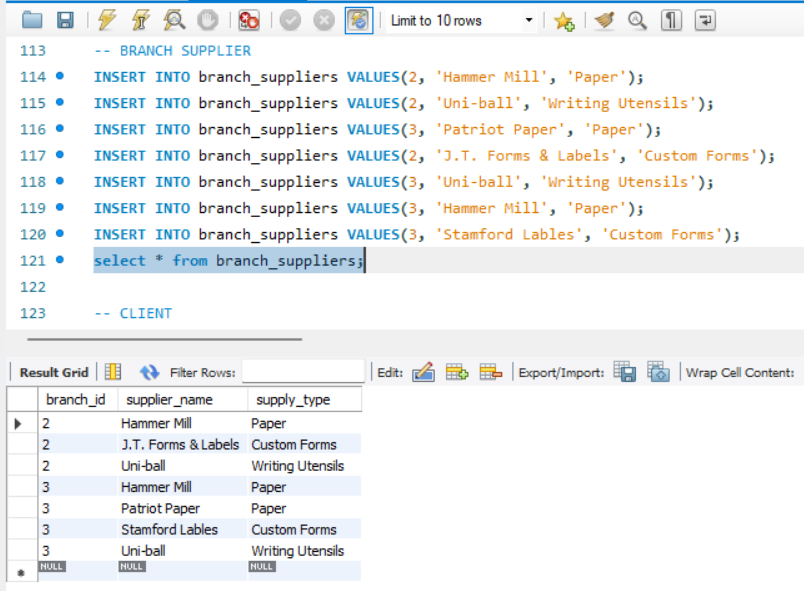 Limit to 10 rows
113 -- BRANCH SUPPLIER
114 INSERT INTO branch_suppliers VALUES(2, 'Hammer Mill', 'Paper');
115 INSERT INTO branch_suppliers VALUES(2, 'Uni-ball', 'Writing Utensils');
116 INSERT INTO branch_suppliers VALUES(3, 'Patriot Paper', 'Paper');
117 INSERT INTO branch_suppliers VALUES(2, 'J.T. Forms & Labels', 'Custom Forms');
118 INSERT INTO branch_suppliers VALUES(3, 'Uni-ball', 'Writing Utensils');
119 INSERT INTO branch_suppliers VALUES(3, 'Hammer Mill', 'Paper');
120 INSERT INTO branch_suppliers VALUES(3, 'Stamford Lables', 'Custom Forms');
121 select * from branch_suppliers;
122
123 -- CLIENT
Result Grid Filter Rows: Edit: Export/Import: Wrap Cell Content:
branch_id supplier_name supply_type
2 Hammer Mill Paper
2 J.T. Forms & Labels Custom Forms
2 Uni-ball Writing Utensils
3 Hammer Mill Paper
3 Patriot Paper Paper
3 Stamford Lables Custom Forms
3 Uni-ball Writing Utensils
NULL NULL NULL